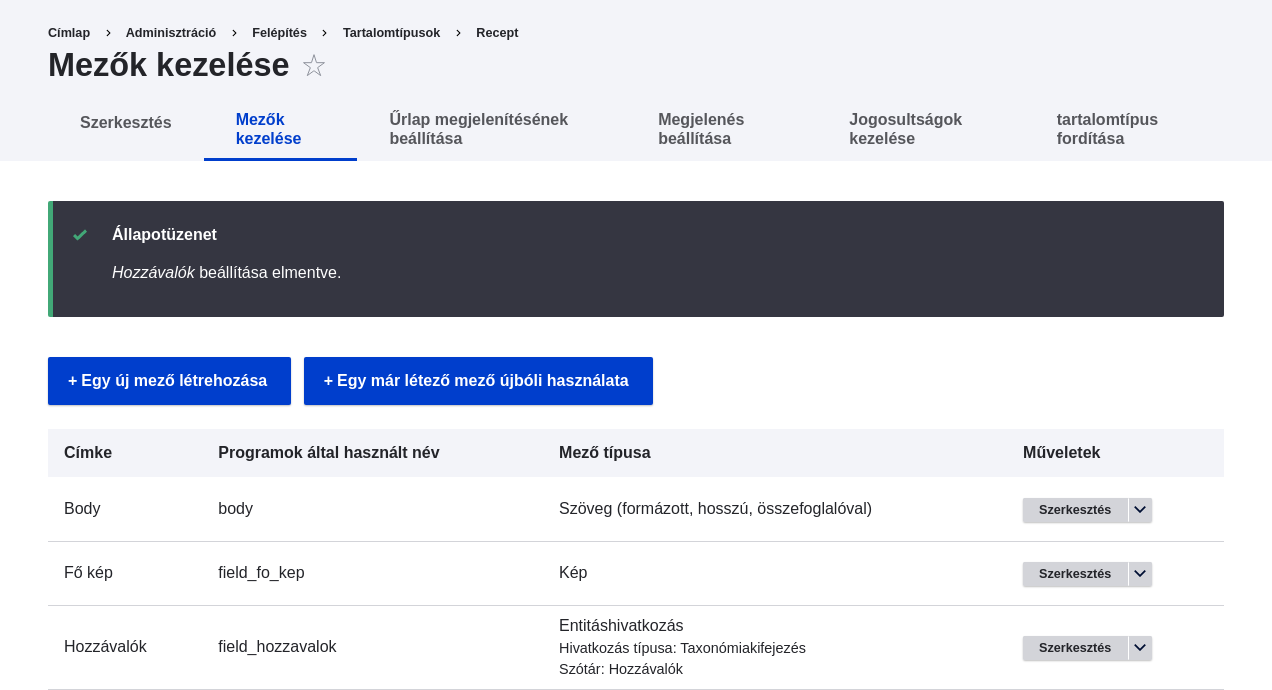 Címlap › Adminisztráció › Felépítés › Tartalomtípusok › Recept
Mezők kezelése ☆
Szerkesztés
Mezők
kezelése
Űrlap megjelenítésének
beállítása
Megjelenés
beállítása
Jogosultságok
kezelése
tartalomtípus
fordítása
Állapotüzenet
Hozzávalók beállítása elmentve.
+ Egy új mező létrehozása + Egy már létező mező újbóli használata
Címke Programok által használt név Mező típusa Műveletek
Body body Szöveg (formázott, hosszú, összefoglalóval) Szerkesztés
Fő kép field_fo_kep Kép Szerkesztés
Hozzávalók field_hozzavalok Entitáshivatkozás
Hivatkozás típusa: Taxonómiakifejezés
Szótár: Hozzávalók
Szerkesztés